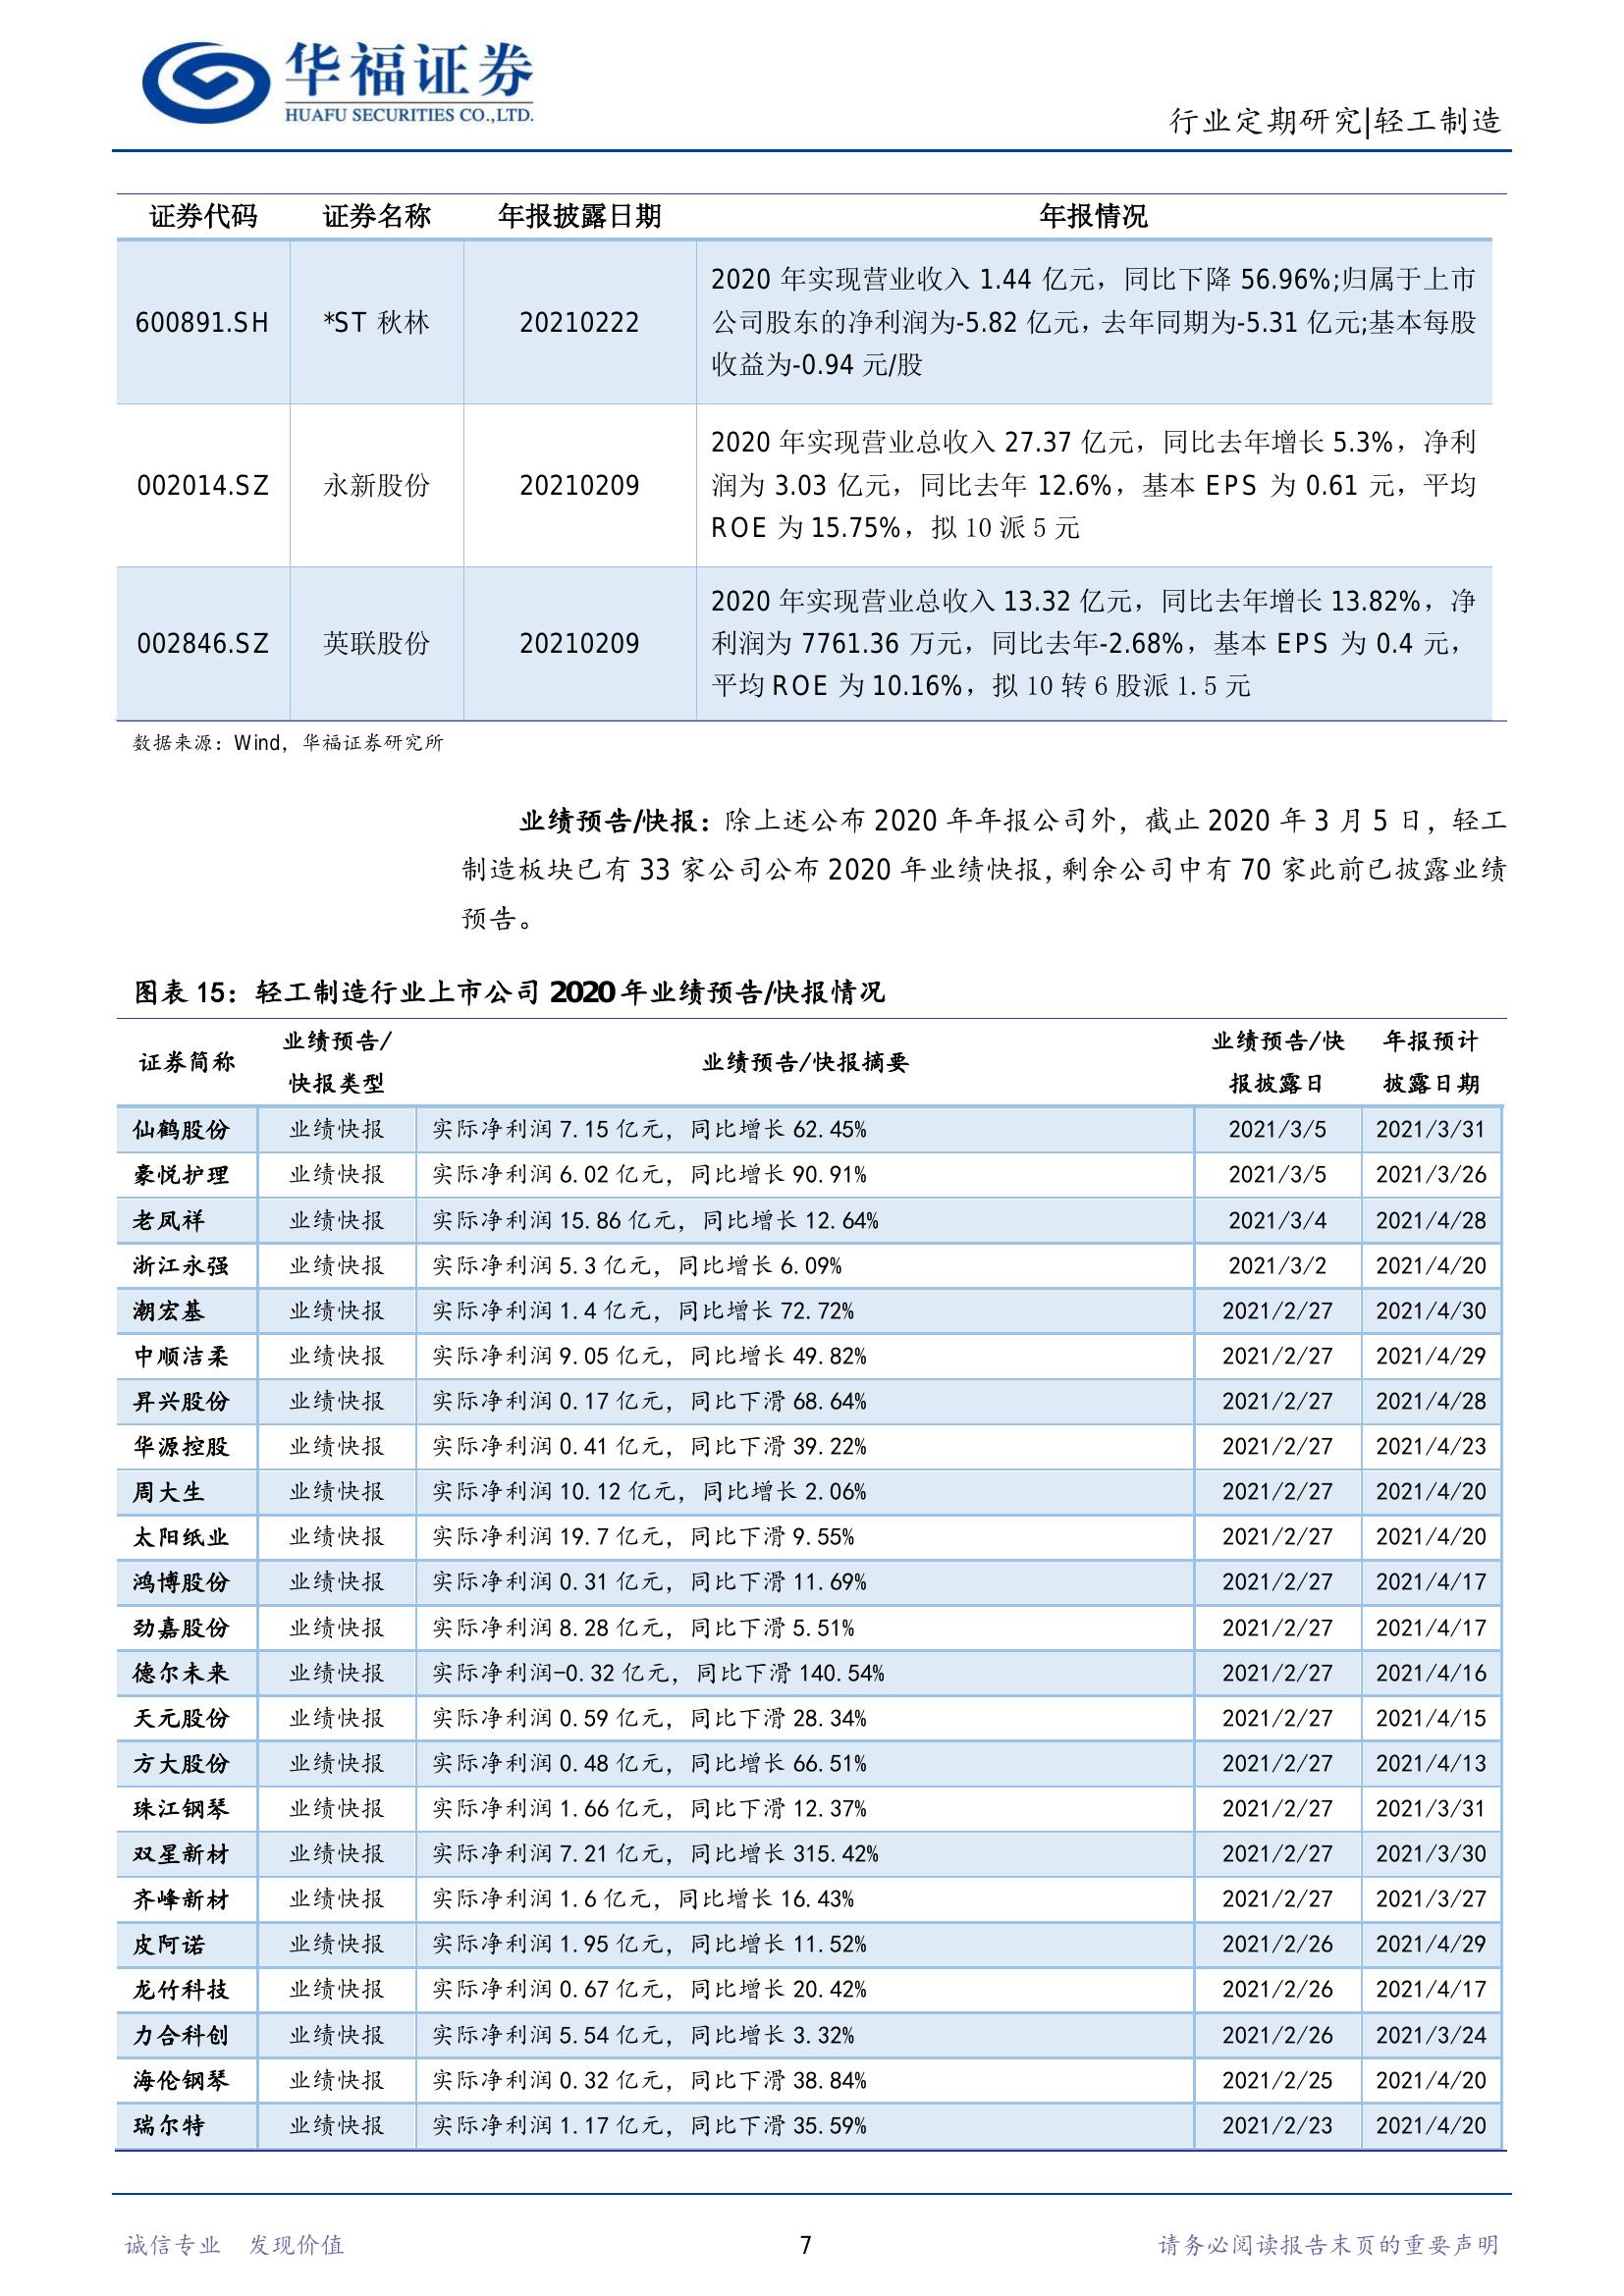 华福证券
HUAFU SECURITIES CO.,LTD.
行业定期研究|轻工制造
证券代码 证券名称 年报披露日期 年报情况
600891.SH *ST 秋林 20210222 2020 年实现营业收入 1.44 亿元，同比下降 56.96%;归属于上市
公司股东的净利润为-5.82 亿元，去年同期为-5.31 亿元;基本每股
收益为-0.94 元/股
002014.SZ 永新股份 20210209 2020 年实现营业总收入 27.37 亿元，同比去年增长 5.3%，净利
润为 3.03 亿元，同比去年 12.6%，基本 EPS 为 0.61 元，平均
ROE 为 15.75%，拟 10 派 5 元
002846.SZ 英联股份 20210209 2020 年实现营业总收入 13.32 亿元，同比去年增长 13.82%，净
利润为 7761.36 万元，同比去年-2.68%，基本 EPS 为 0.4 元，
平均 ROE 为 10.16%，拟 10 转 6 股派 1.5 元
数据来源：Wind，华福证券研究所
业绩预告/快报：除上述公布 2020 年年报公司外，截止 2020 年 3 月 5 日，轻工
制造板块已有 33 家公司公布 2020 年业绩快报，剩余公司中有 70 家此前已披露业绩
预告。
图表 15：轻工制造行业上市公司 2020 年业绩预告/快报情况
证券简称 业绩预告/ 业绩预告/快报摘要 业绩预告/快 年报预计
快报类型 报披露日 披露日期
仙鹤股份 业绩快报 实际净利润 7.15 亿元，同比增长 62.45% 2021/3/5 2021/3/31
豪悦护理 业绩快报 实际净利润 6.02 亿元，同比增长 90.91% 2021/3/5 2021/3/26
老凤祥 业绩快报 实际净利润 15.86 亿元，同比增长 12.64% 2021/3/4 2021/4/28
浙江永强 业绩快报 实际净利润 5.3 亿元，同比增长 6.09% 2021/3/2 2021/4/20
潮宏基 业绩快报 实际净利润 1.4 亿元，同比增长 72.72% 2021/2/27 2021/4/30
中顺洁柔 业绩快报 实际净利润 9.05 亿元，同比增长 49.82% 2021/2/27 2021/4/29
昇兴股份 业绩快报 实际净利润 0.17 亿元，同比下滑 68.64% 2021/2/27 2021/4/28
华源控股 业绩快报 实际净利润 0.41 亿元，同比下滑 39.22% 2021/2/27 2021/4/23
周大生 业绩快报 实际净利润 10.12 亿元，同比增长 2.06% 2021/2/27 2021/4/20
太阳纸业 业绩快报 实际净利润 19.7 亿元，同比下滑 9.55% 2021/2/27 2021/4/20
鸿博股份 业绩快报 实际净利润 0.31 亿元，同比下滑 11.69% 2021/2/27 2021/4/17
劲嘉股份 业绩快报 实际净利润 8.28 亿元，同比下滑 5.51% 2021/2/27 2021/4/17
德尔未来 业绩快报 实际净利润-0.32 亿元，同比下滑 140.54% 2021/2/27 2021/4/16
天元股份 业绩快报 实际净利润 0.59 亿元，同比下滑 28.34% 2021/2/27 2021/4/15
方大股份 业绩快报 实际净利润 0.48 亿元，同比增长 66.51% 2021/2/27 2021/4/13
珠江钢琴 业绩快报 实际净利润 1.66 亿元，同比下滑 12.37% 2021/2/27 2021/3/31
双星新材 业绩快报 实际净利润 7.21 亿元，同比增长 315.42% 2021/2/27 2021/3/30
齐峰新材 业绩快报 实际净利润 1.6 亿元，同比增长 16.43% 2021/2/27 2021/3/27
皮阿诺 业绩快报 实际净利润 1.95 亿元，同比增长 11.52% 2021/2/26 2021/4/29
龙竹科技 业绩快报 实际净利润 0.67 亿元，同比增长 20.42% 2021/2/26 2021/4/17
力合科创 业绩快报 实际净利润 5.54 亿元，同比增长 3.32% 2021/2/26 2021/3/24
海伦钢琴 业绩快报 实际净利润 0.32 亿元，同比下滑 38.84% 2021/2/25 2021/4/20
瑞尔特 业绩快报 实际净利润 1.17 亿元，同比下滑 35.59% 2021/2/23 2021/4/20
诚信专业 发现价值 7 请务必阅读报告末页的重要声明